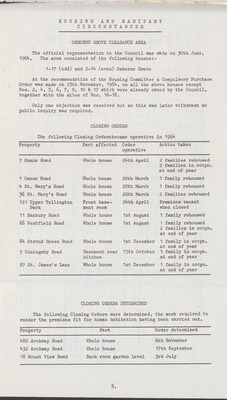 HOUSING AND SANITARY
CIRCUMSTANCES
OSBORNE GROVE CLEARANCE AREA
The official representation to the Council was made on 30th June,
1964. The area consisted of the following houses:-
1-17 (odd) and 2-14 (even) Osborne Grove
At the recommendation of the Housing Committee a Compulsory Purchase
Order was made on 25th November, 1964, on all the above houses except
Nos. 2, 4, 5, 6, 7, 9, 10 & 17 which were already owned by the Council,
together with the sites of Nos. 16-18.
Only one objection was received but as this was later withdrawn no
public inquiry was required.
CLOSING ORDERS
The following Closing Orders became operative in 1964
Property Part affected Order operative Action taken
7 Ennis Road Whole house 24th April 2 families rehoused
2 families in occpn.
at end of year
1 Canon Road Whole house 20th March 1 family rehoused
4 St. Mary's Road Whole house 20th March 1 family rehoused
36 St. Mary's Road Whole house 20th March 2 families rehoused
121 Upper Tollington Park Front basement room 24th April Premises vacant
when closed
11 Banbury Road Whole house 1st August 1 family rehoused
68 Nestfield Road Whole house 1st August 1 family rehoused
2 families in occpn.
at end of year
84 Stroud Green Road Whole house 1st December 1 family in occpn.
at end of year
3 Coningsby Road Basement rear kitchen 13th October 1 family in occpn.
at end of year
87 St. James's Lane Whole house 1st December 1 family in occpn.
at end of year
CLOSING ORDERS DETERMINED
The following Closing Orders were determined, the work required to
render the premises fit for human habitation having been carried out.
Property Part Order determined
460 Archway Road Whole house 6th November
432 Archway Road Whole house 17th September
18 Mount View Road Back room garden level 3rd July
8.